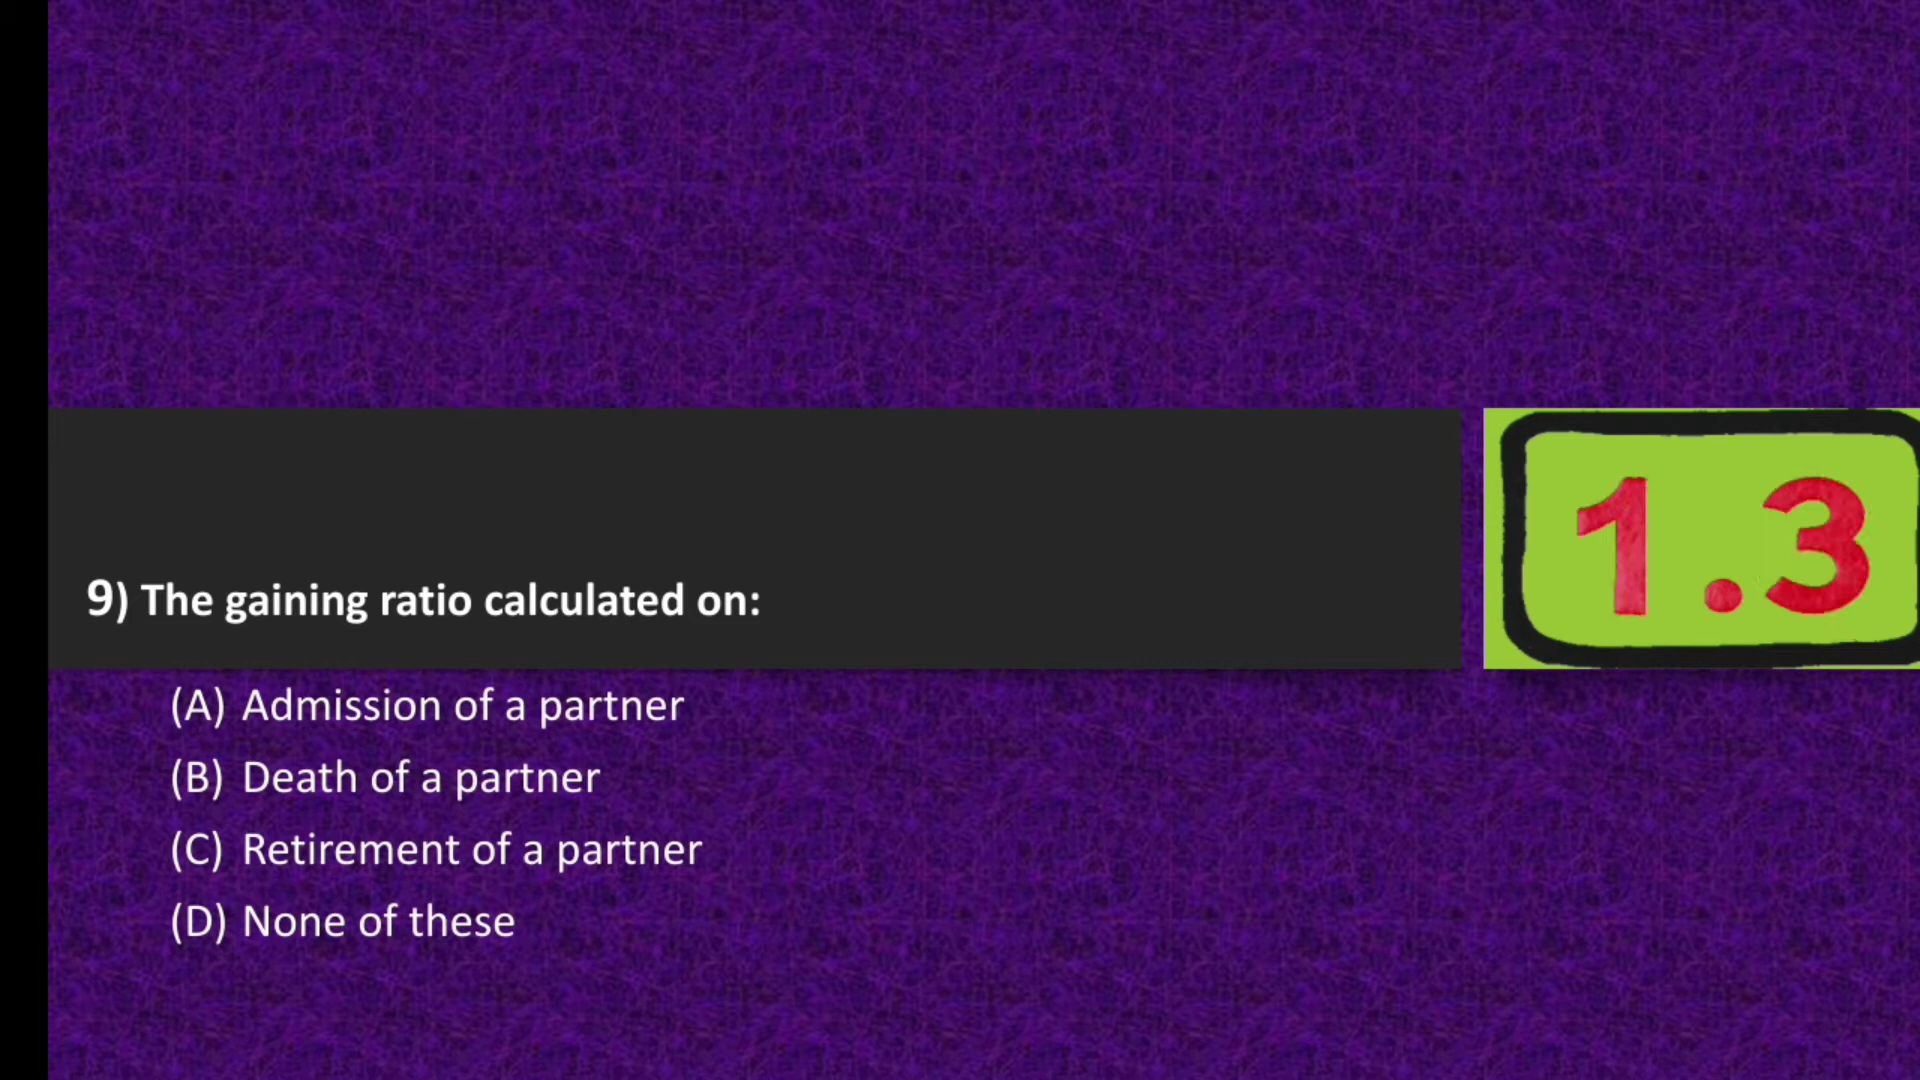 9) The gaining ratio calculated on:
1.3
(A) Admission of a partner
(B) Death of a partner
(C) Retirement of a partner
(D) None of these